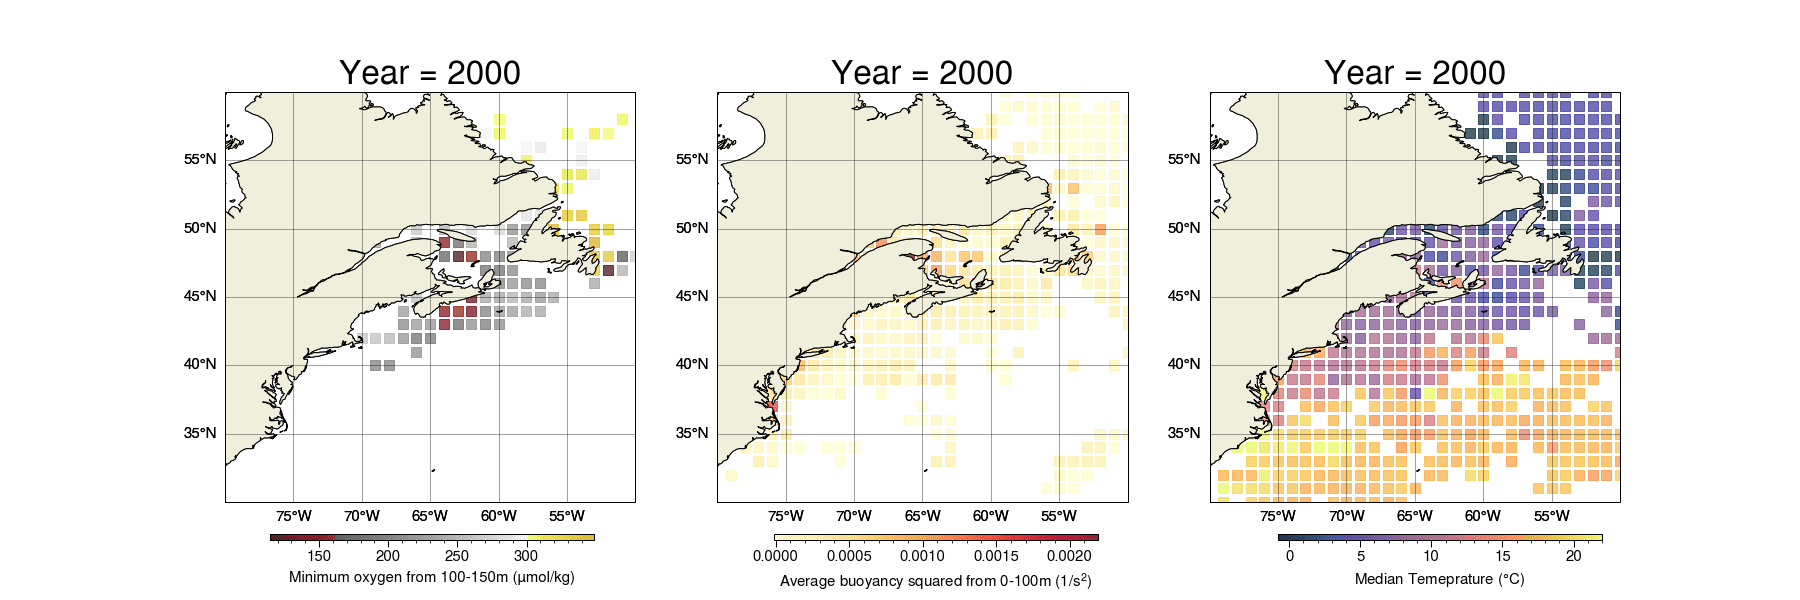 Year = 2000 Year = 2000 Year = 2000
55°N 55°N 55°N
50°N 50°N 50°N
45°N 45°N 45°N
40°N 40°N 40°N
35°N 35°N 35°N
75°W 70°W 65°W 60°W 55°W 75°W 70°W 65°W 60°W 55°W 75°W 70°W 65°W 60°W 55°W
150 200 250 300 0.0000 0.0005 0.0010 0.0015 0.0020 0 5 10 15 20
Minimum oxygen from 100-150m (μmol/kg) Average buoyancy squared from 0-100m (1/s²) Median Temeprature (°C)